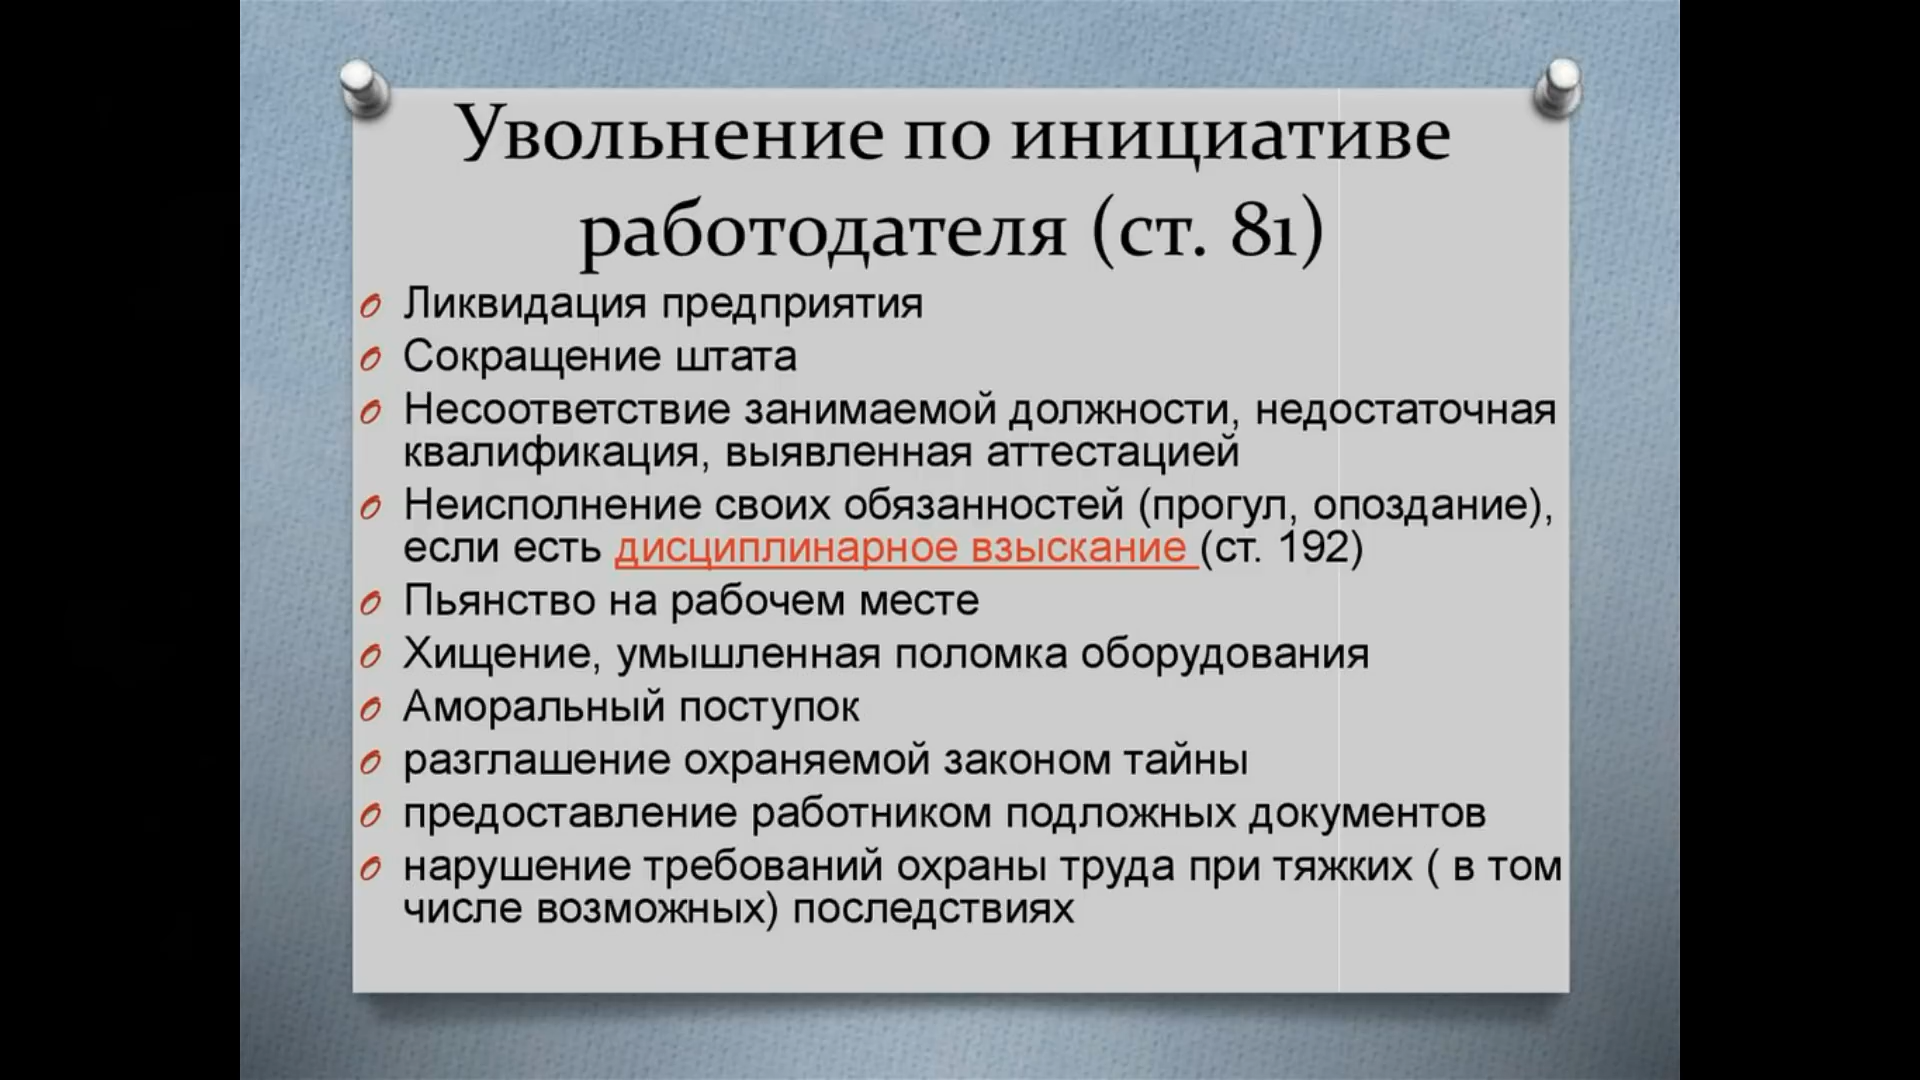 Увольнение по инициативе
работодателя (ст. 81)
Ликвидация предприятия
Сокращение штата
Несоответствие занимаемой должности, недостаточная
квалификация, выявленная аттестацией
Неисполнение своих обязанностей (прогул, опоздание),
если есть дисциплинарное взыскание (ст. 192)
Пьянство на рабочем месте
Хищение, умышленная поломка оборудования
Аморальный поступок
разглашение охраняемой законом тайны
предоставление работником подложных документов
нарушение требований охраны труда при тяжких ( в том
числе возможных) последствиях